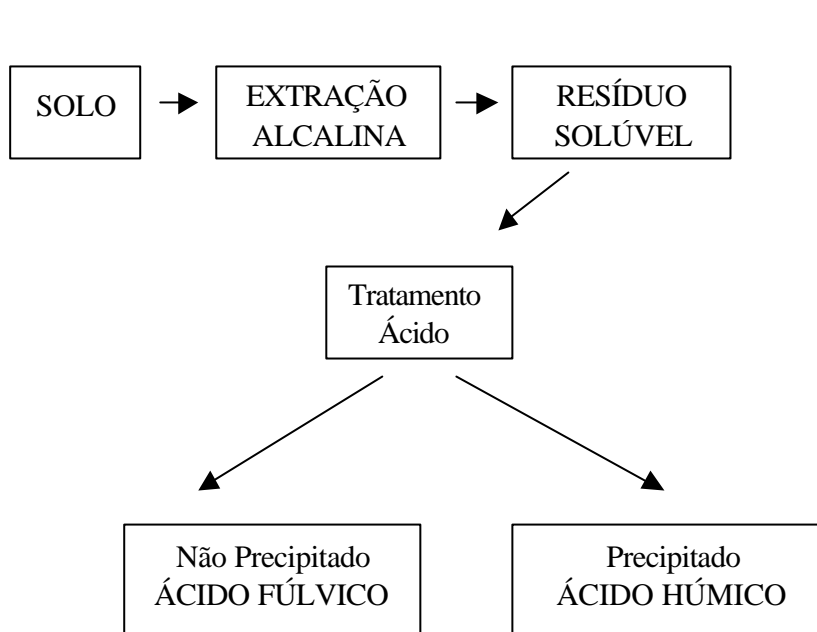 SOLO
EXTRAÇÃO
ALCALINA
RESÍDUO
SOLÚVEL
Tratamento
Ácido
Não Precipitado
ÁCIDO FÚLVICO
Precipitado
ÁCIDO HÚMICO